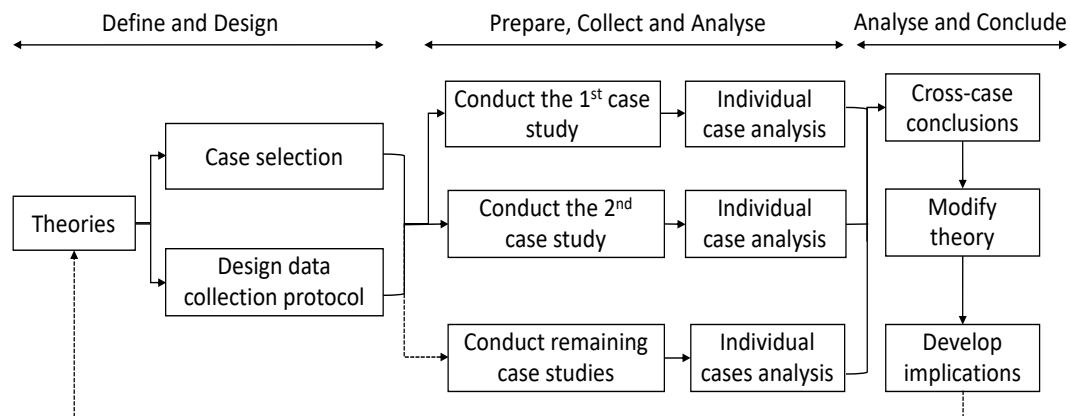 Define and Design
Prepare, Collect and Analyse
Analyse and Conclude
Theories
Case selection
Design data
collection protocol
Conduct the 1st case
study
Individual
case analysis
Conduct the 2nd
case study
Individual
case analysis
Conduct remaining
case studies
Individual
cases analysis
Cross-case
conclusions
Modify
theory
Develop
implications